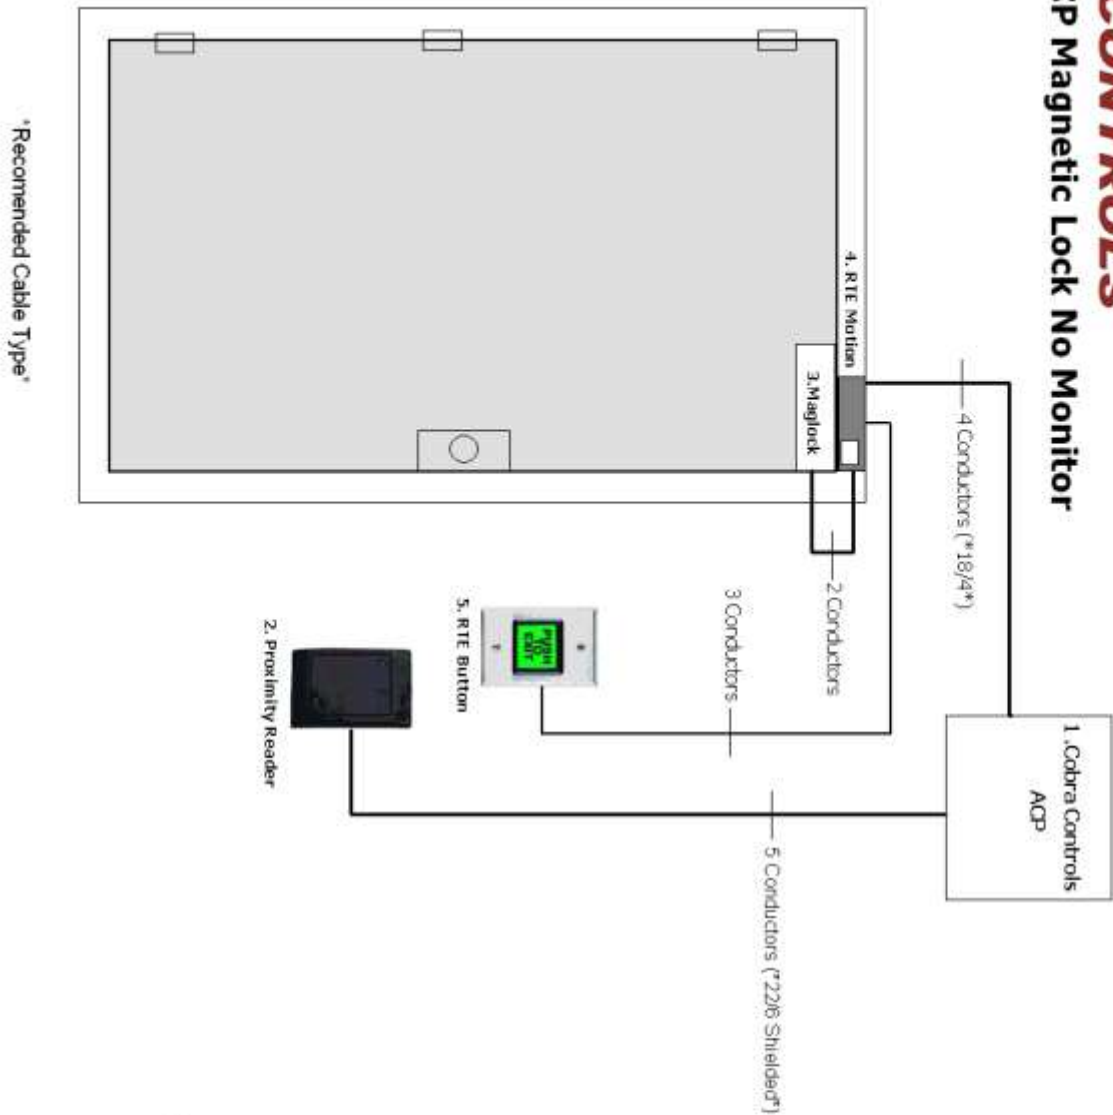 CONTROLS
P Magnetic Lock No Monitor
4 Conductors (*18/4*)
1 .Cobra Controls
ACP
4. RTE Motion
3.Maglock
2 Conductors
3 Conductors
5 Conductors (*22/6 Shielded*)
PUSH
TO
EXIT
5. RTE Button
2. Proximity Reader
"Recomended Cable Type"